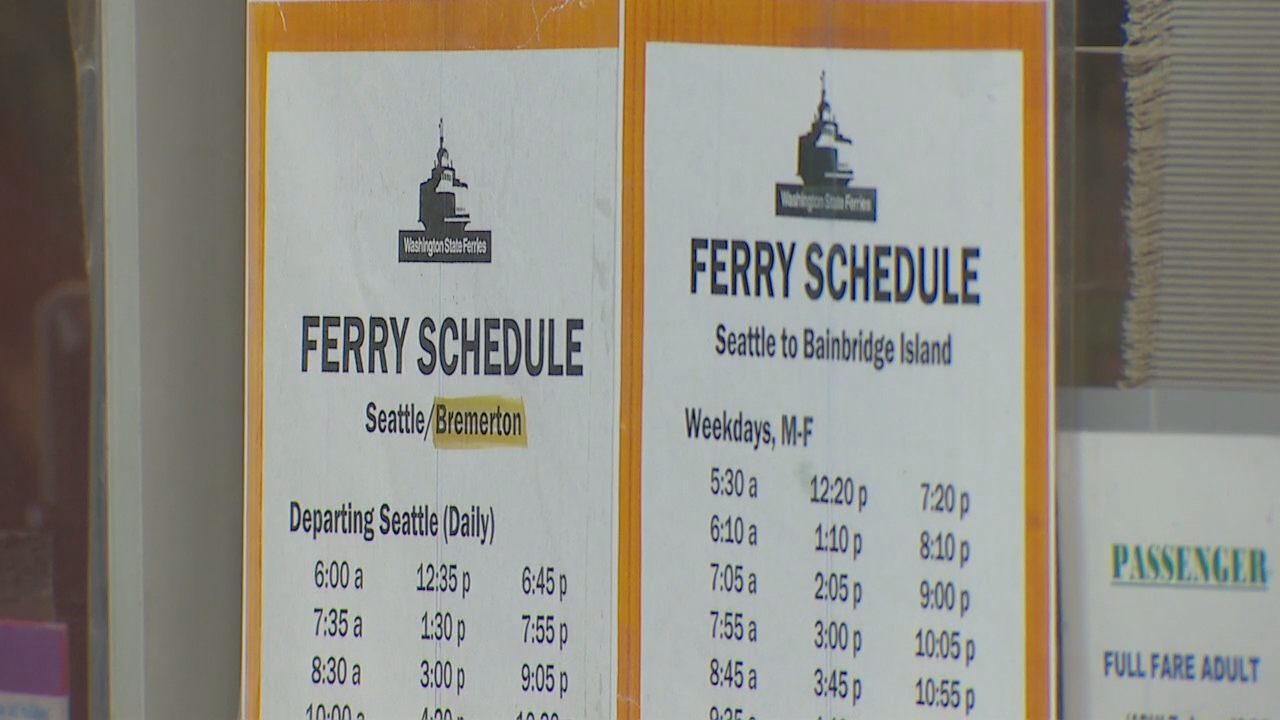 Washington State Ferries
FERRY SCHEDULE
Seattle/Bremerton
Departing Seattle (Daily)
6:00 a 12:35 p 6:45 p
7:35 a 1:30 p 7:55 p
8:30 a 3:00 p 9:05 p
10:00
Washington State Ferries
FERRY SCHEDULE
Seattle to Bainbridge Island
Weekdays, M-F
5:30 a 12:20 p 7:20 p
6:10 a 1:10 p 8:10 p
7:05 a 2:05 p 9:00 p
7:55 a 3:00 p 10:05 p
8:45 a 3:45 p 10:55 p
PASSENGER
FULL FARE ADULT